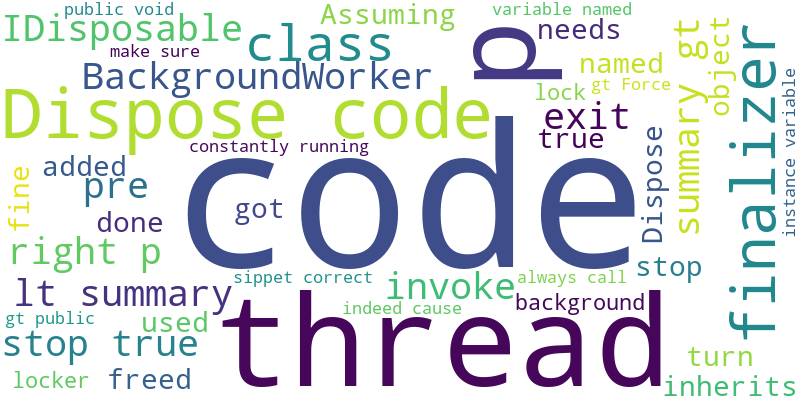 public void
Assuming
variable named
IDisposable
class
needs
make sure
BackgroundWorker
p
named
summary gt
object
finalizer
gt Force
lock
Dispose code
exit
true
instance variable
constantly running
code
added
pre
fine
got
done
Dispose
right p
stop
sippet correct
always call
lt summary
invoke
background
thread
indeed cause
gt public
used
stop true
turn
locker
freed
inherits